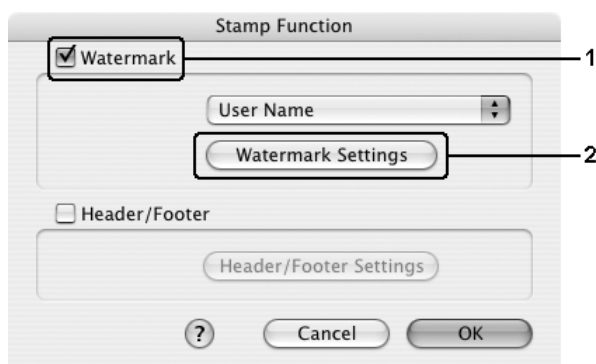 Stamp Function
Watermark
1
User Name
Watermark Settings
2
Header/Footer
Header/Footer Settings
?
Cancel
OK